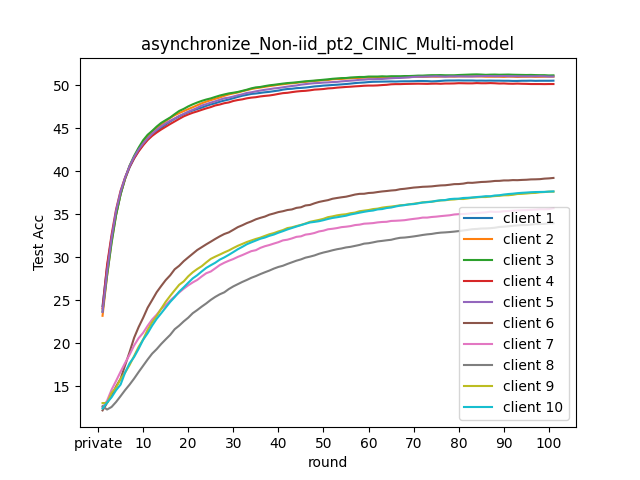 asynchronize_Non-iid_pt2_CINIC_Multi-model
Test Acc
50
45
40
35
30
25
20
15
private 10 20 30 40 50 60 70 80 90 100
round
client 1
client 2
client 3
client 4
client 5
client 6
client 7
client 8
client 9
client 10